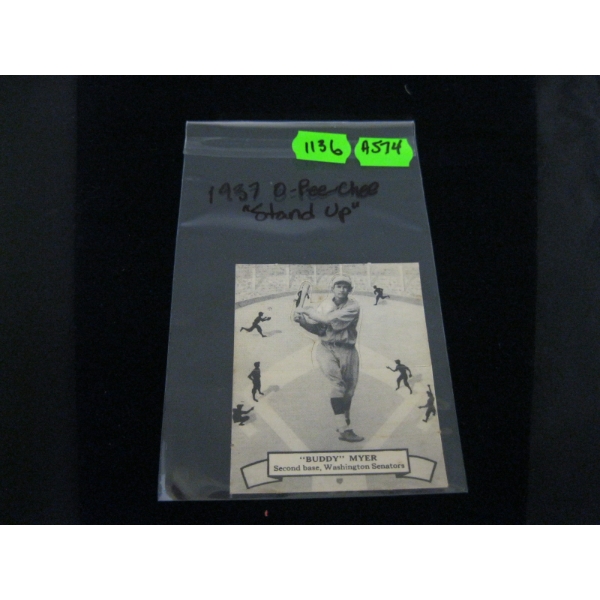 1136
A574
1937 O-Pee-Chee
"Stand Up"
"BUDDY" MYER
Second base, Washington Senators